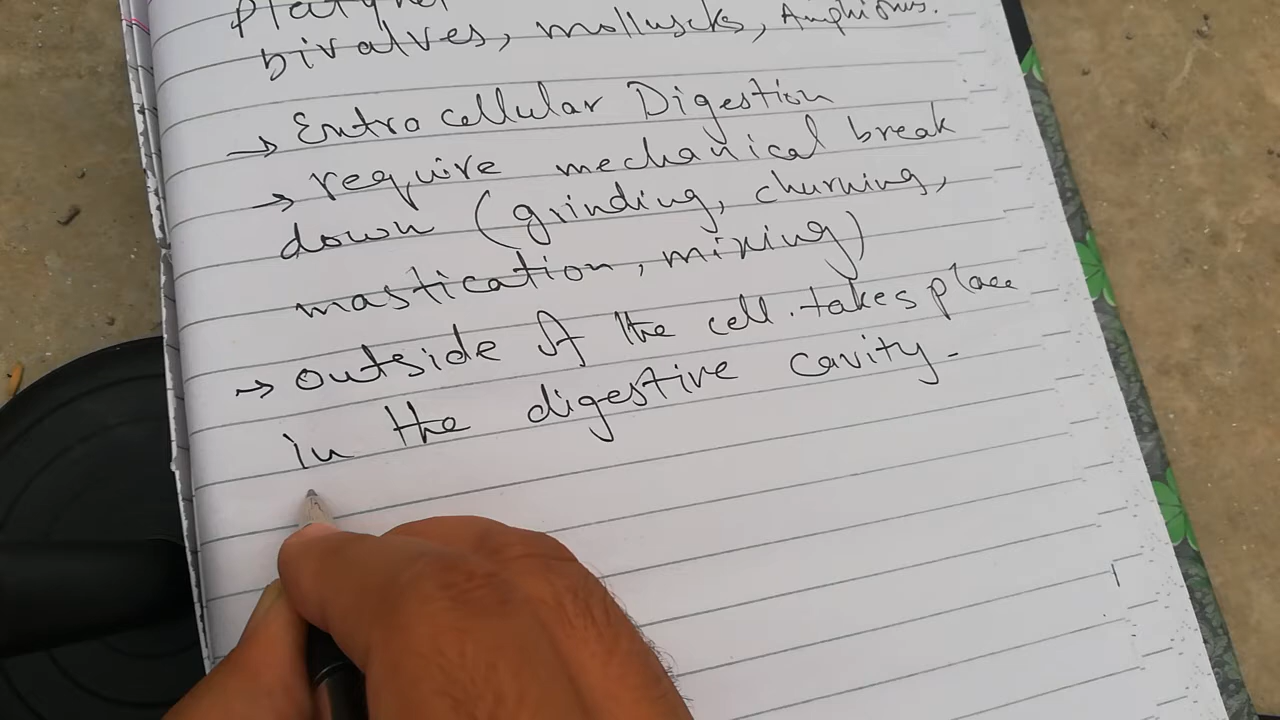 bivalves, molluscks, Amphioxus.
→ Extra cellular Digestion
→ require mechanical break
down (grinding, churning,
mastication, mixing)
→ outside of the cell. takes place
in the digestive cavity.